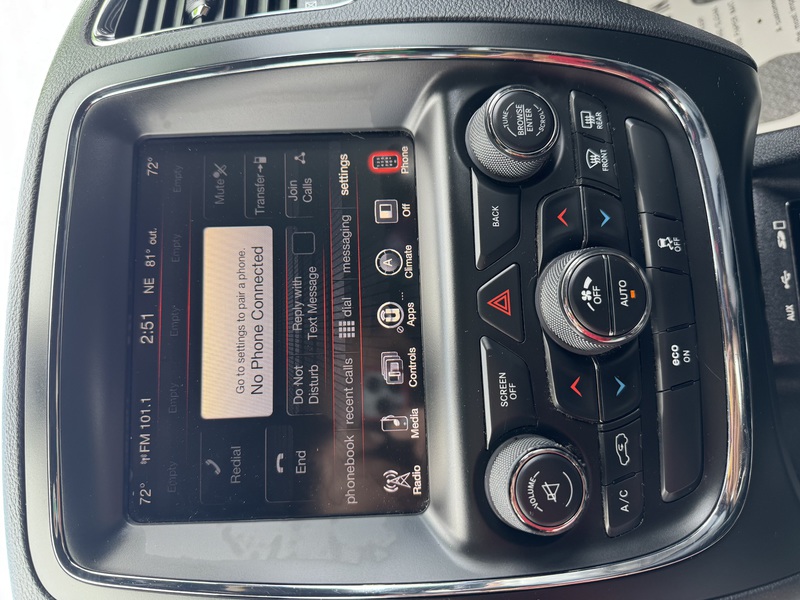 72° FM 101.1 2:51 NE 81° out. 72°
Empty Empty Empty Empty Empty
Redial
Go to settings to pair a phone.
No Phone Connected
Mute
Transfer
End
Do Not
Disturb
Reply with
Text Message
Join
Calls
phonebook recent calls dial messaging settings
Radio Media Controls Apps Climate Off Phone
VOLUME
SCREEN
OFF
BACK
TUNE
SCROLL
BROWSE
ENTER
A/C
OFF
AUTO
FRONT
REAR
eco
ON
OFF
AUX